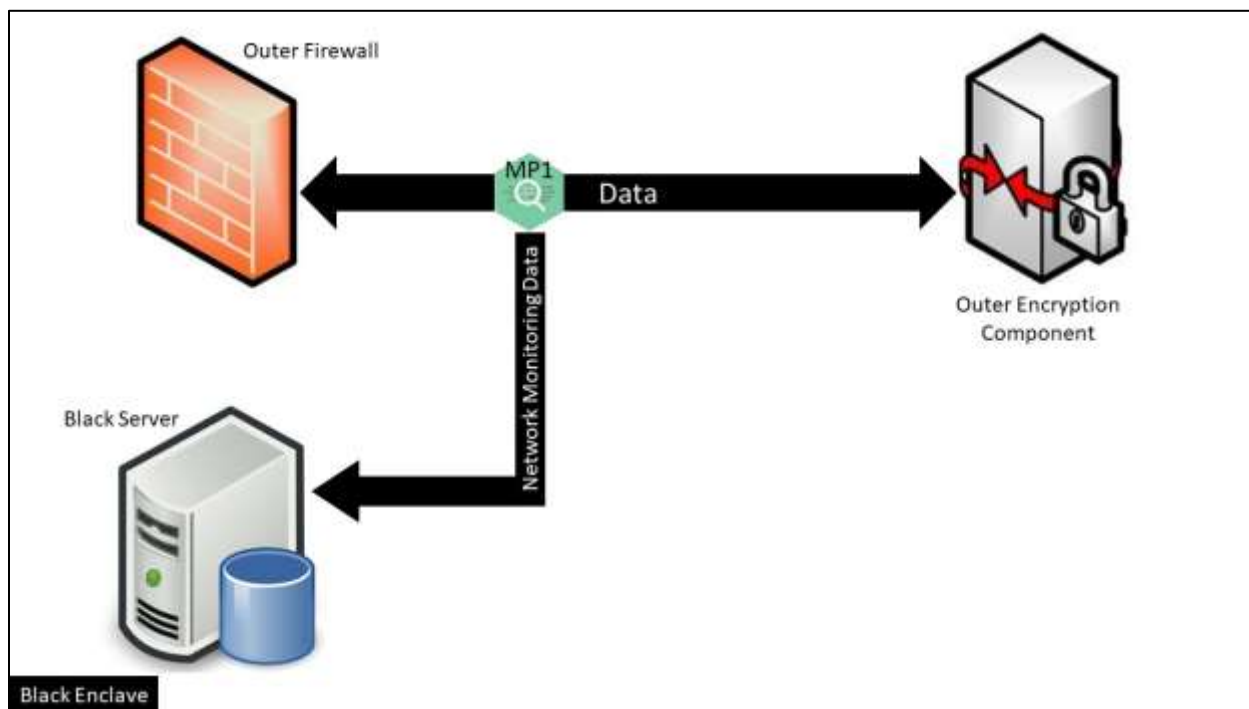 Outer Firewall
MP1
Data
Outer Encryption
Component
Network Monitoring Data
Black Server
Black Enclave